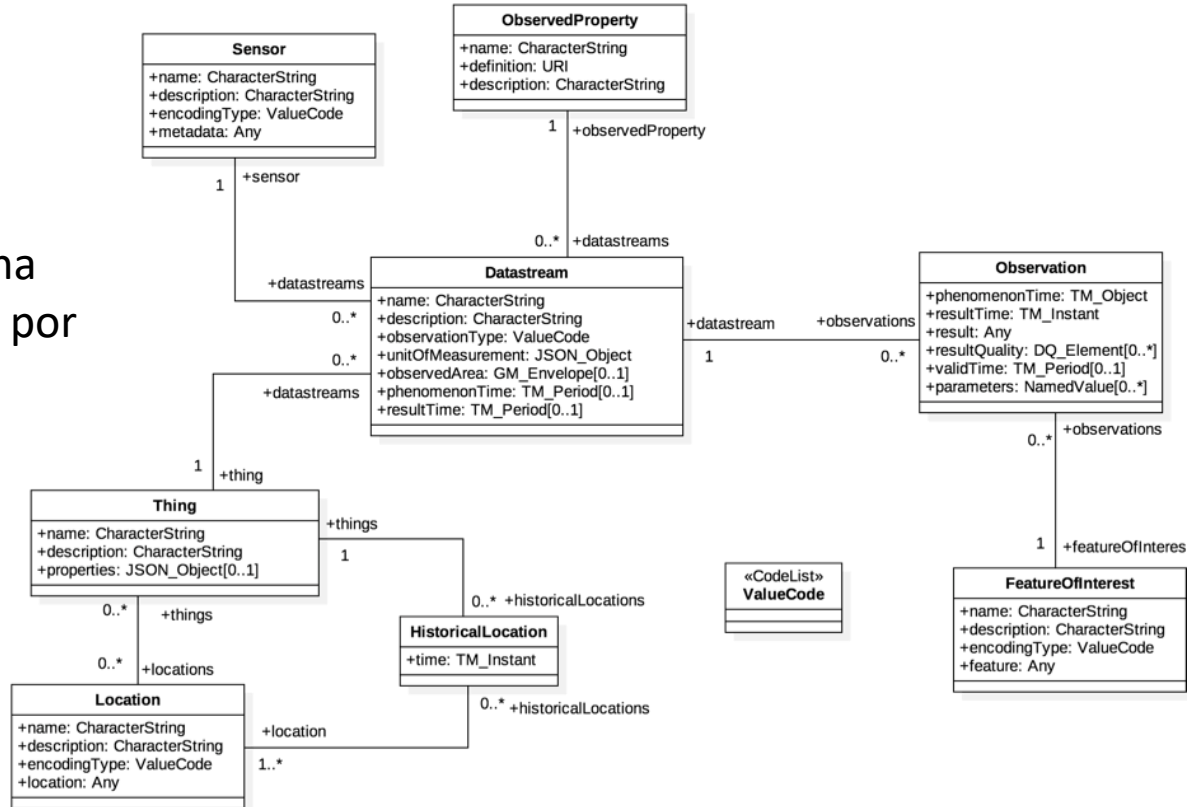 ObservedProperty
+name: CharacterString
+definition: URI
+description: CharacterString
1
+observedProperty
Sensor
+name: CharacterString
+description: CharacterString
+encodingType: ValueCode
+metadata: Any
1
+sensor
na
por
0..*
+datastreams
+datastreams
0..*
Datastream
+name: CharacterString
+description: CharacterString
+observationType: ValueCode
+unitOfMeasurement: JSON_Object
+observedArea: GM_Envelope[0..1]
+phenomenonTime: TM_Period[0..1]
+resultTime: TM_Period[0..1]
+datastream
1
+observations
0..*
Observation
+phenomenonTime: TM_Object
+resultTime: TM_Instant
+result: Any
+resultQuality: DQ_Element[0..*]
+validTime: TM_Period[0..1]
+parameters: NamedValue[0..*]
0..*
+observations
0..*
+datastreams
1
+thing
Thing
+name: CharacterString
+description: CharacterString
+properties: JSON_Object[0..1]
+things
1
0..*
+historicalLocations
HistoricalLocation
+time: TM_Instant
0..*
+historicalLocations
0..*
+things
0..*
+locations
Location
+name: CharacterString
+description: CharacterString
+encodingType: ValueCode
+location: Any
+location
1..*
«CodeList»
ValueCode
1
+featureOfInteres
FeatureOfInterest
+name: CharacterString
+description: CharacterString
+encodingType: ValueCode
+feature: Any